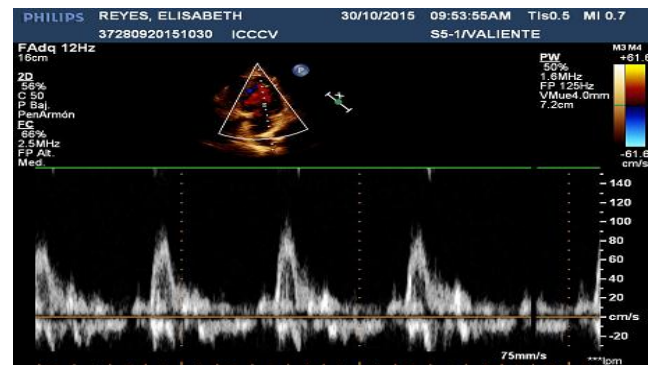 PHILIPS REYES, ELISABETH 30/10/2015 09:53:55AM TIs0.5 MI 0.7
37280920151030 ICCCV S5-1/VALIENTE
FAdq 12Hz
16cm
2D
56%
C 50
P Baj.
PenArmón
FC
66%
2.5MHz
FP Alt.
Med.
P
PW
50%
1.6MHz
FP 125Hz
VMue4.0mm
7.2cm
M3 M4
+61.6
-61.6
cm/s
140
120
100
80
60
40
20
cm/s
-20
75mm/s
***lpm